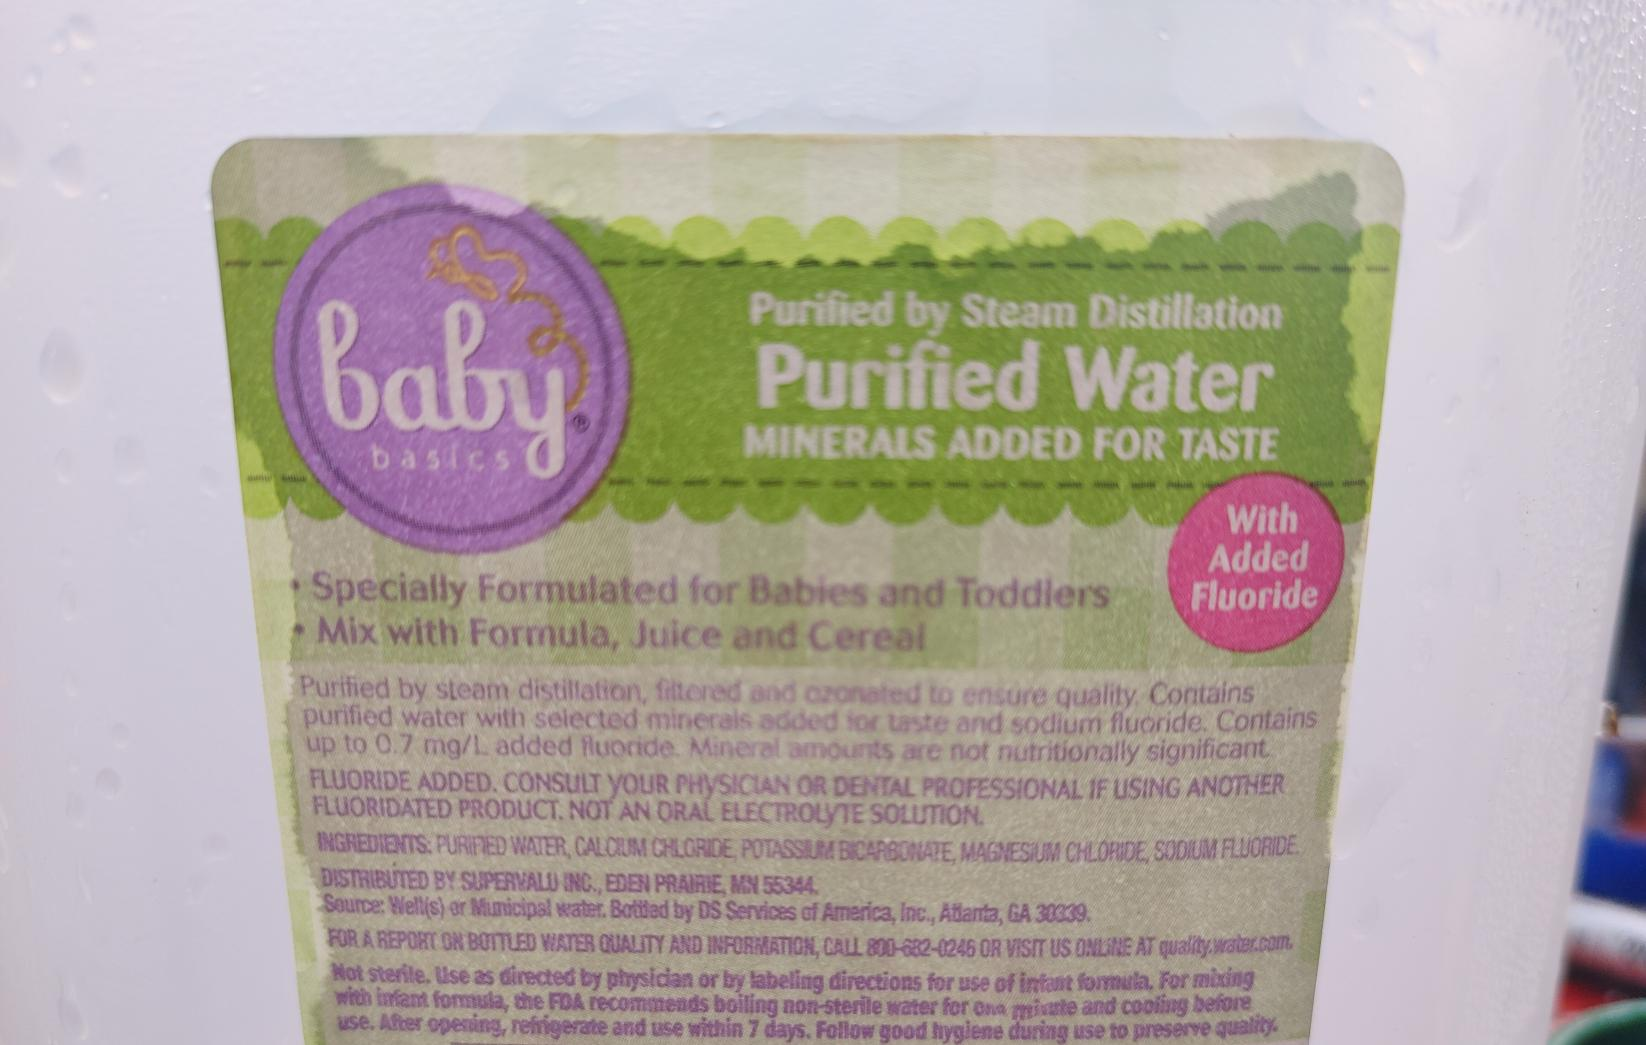 baby®
basics
Purified by Steam Distillation
Purified Water
MINERALS ADDED FOR TASTE
With
Added
Fluoride
• Specially Formulated for Babies and Toddlers
• Mix with Formula, Juice and Cereal
Purified by steam distillation, filtered and ozonated to ensure quality. Contains
purified water with selected minerals added for taste and sodium fluoride. Contains
up to 0.7 mg/L added fluoride. Mineral amounts are not nutritionally significant.
FLUORIDE ADDED. CONSULT YOUR PHYSICIAN OR DENTAL PROFESSIONAL IF USING ANOTHER
FLUORIDATED PRODUCT. NOT AN ORAL ELECTROLYTE SOLUTION.
INGREDIENTS: PURIFIED WATER, CALCIUM CHLORIDE, POTASSIUM BICARBONATE, MAGNESIUM CHLORIDE, SODIUM FLUORIDE.
DISTRIBUTED BY SUPERVALU INC., EDEN PRAIRIE, MN 55344.
Source: Well(s) or Municipal water. Bottled by DS Services of America, Inc., Atlanta, GA 30339.
FOR A REPORT ON BOTTLED WATER QUALITY AND INFORMATION, CALL 800-682-0246 OR VISIT US ONLINE AT quality.water.com.
Not sterile. Use as directed by physician or by labeling directions for use of infant formula. For mixing
with infant formula, the FDA recommends boiling non-sterile water for one minute and cooling before
use. After opening, refrigerate and use within 7 days. Follow good hygiene during use to preserve quality.